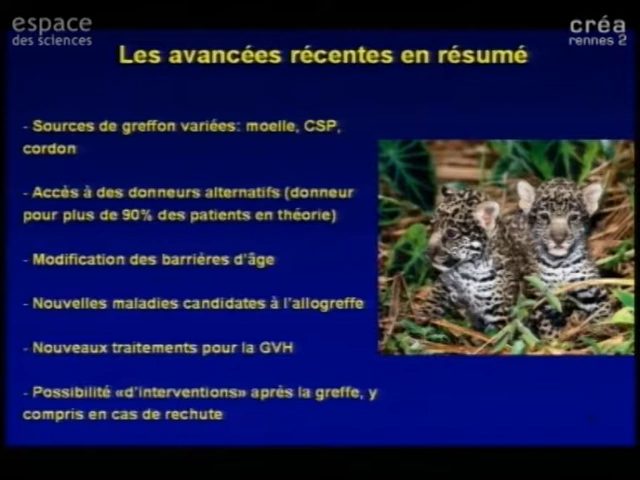 espace
des sciences
créa
rennes 2
Les avancées récentes en résumé
- Sources de greffon variées: moelle, CSP,
cordon
- Accès à des donneurs alternatifs (donneur
pour plus de 90% des patients en théorie)
- Modification des barrières d'âge
- Nouvelles maladies candidates à l'allogreffe
- Nouveaux traitements pour la GVH
- Possibilité «d'interventions» après la greffe, y
compris en cas de rechute